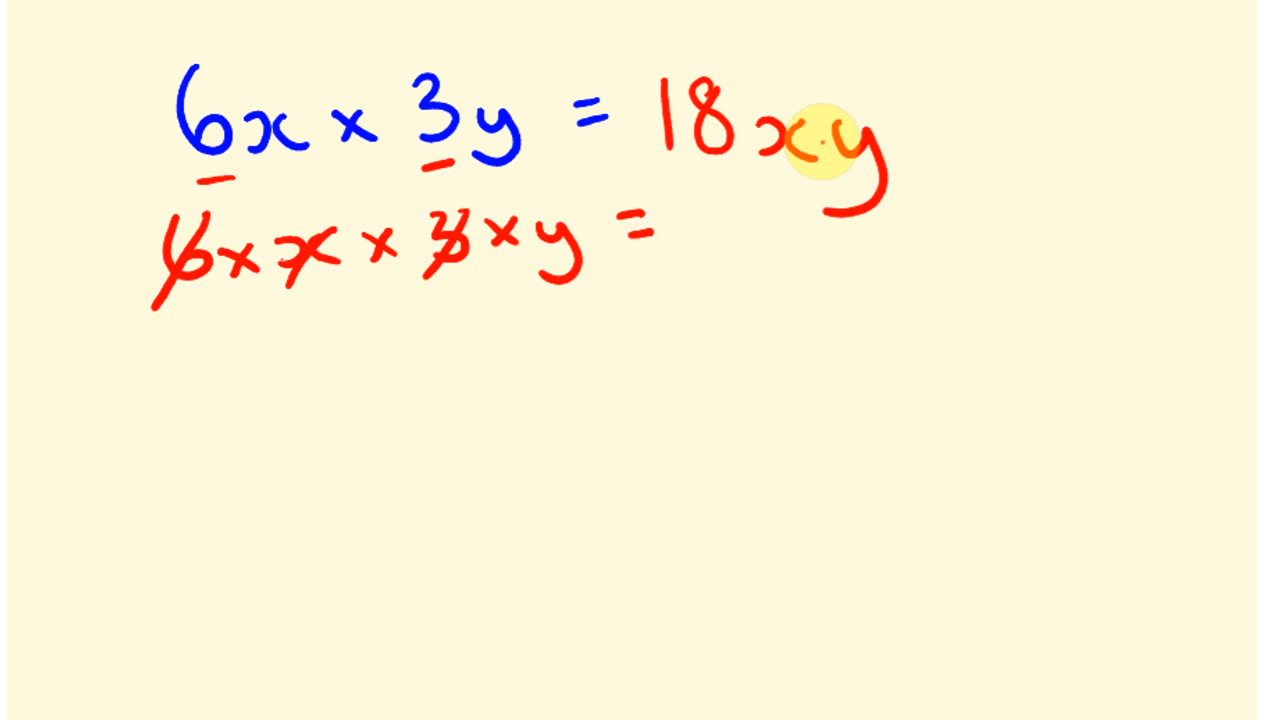 6x × 3y = 18xy
6 × x × 3 × y =